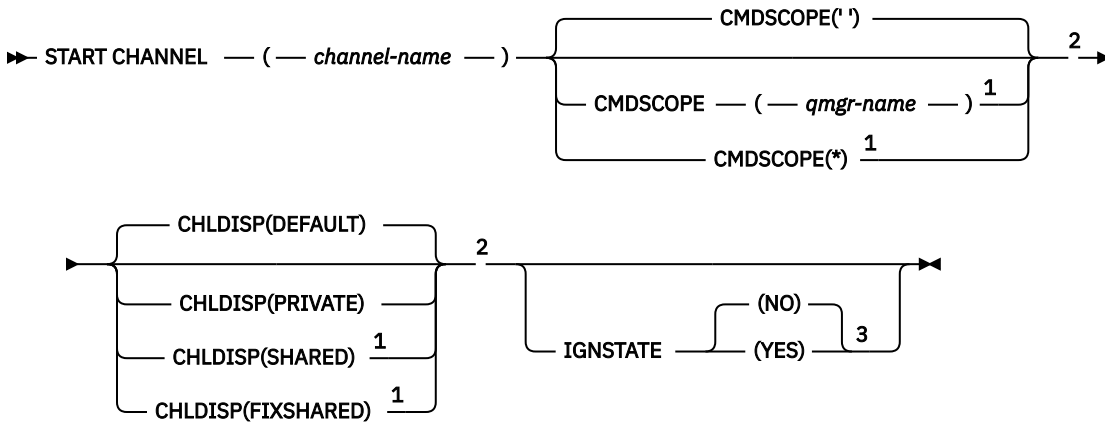 CMDSCOPE(' ')
START CHANNEL ( channel-name ) 2
CMDSCOPE ( qmgr-name ) 1
CMDSCOPE(*) 1
CHLDISP(DEFAULT) 2
CHLDISP(PRIVATE)
CHLDISP(SHARED) 1
CHLDISP(FIXSHARED) 1
(NO)
IGNSTATE (YES) 3